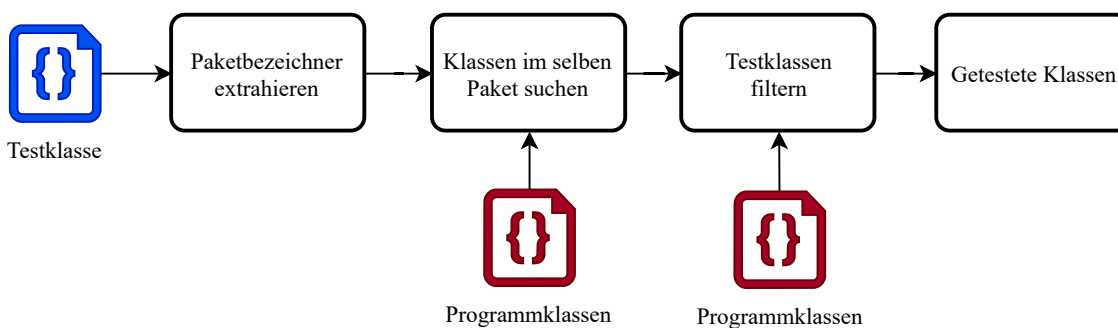 Paketbezeichner
extrahieren
Klassen im selben
Paket suchen
Testklassen
filtern
Getestete Klassen
{}
Testklasse
{}
Programmklassen
{}
Programmklassen